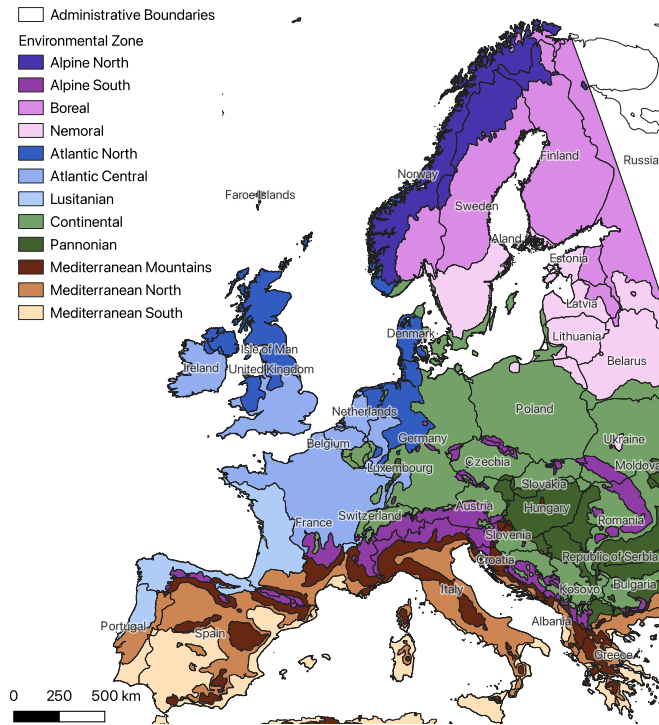 Administrative Boundaries
Environmental Zone
Alpine North
Alpine South
Boreal
Nemoral
Atlantic North
Atlantic Central
Lusitanian
Continental
Pannonian
Mediterranean Mountains
Mediterranean North
Mediterranean South
Faroe Islands
Norway
Sweden
Finland
Russia
Aland
Estonia
Latvia
Lithuania
Belarus
Denmark
Isle of Man
Ireland
United Kingdom
Netherlands
Belgium
Germany
Poland
Luxembourg
Czechia
Ukraine
Slovakia
Moldova
France
Switzerland
Austria
Hungary
Slovenia
Romania
Croatia
Republic of Serbia
Italy
Kosovo
Bulgaria
Portugal
Spain
Albania
Greece
0 250 500 km